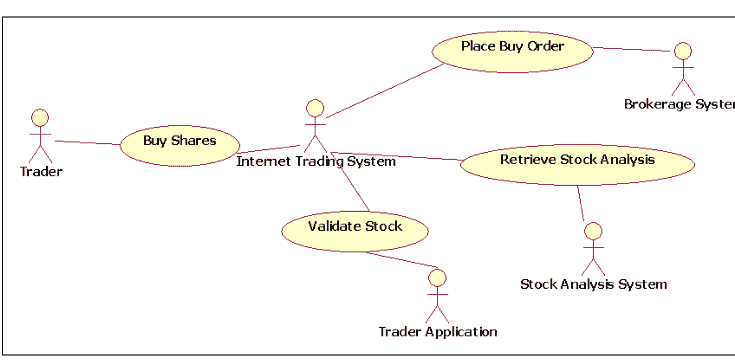 Place Buy Order
Brokerage System
Buy Shares
Internet Trading System
Retrieve Stock Analysis
Trader
Validate Stock
Stock Analysis System
Trader Application